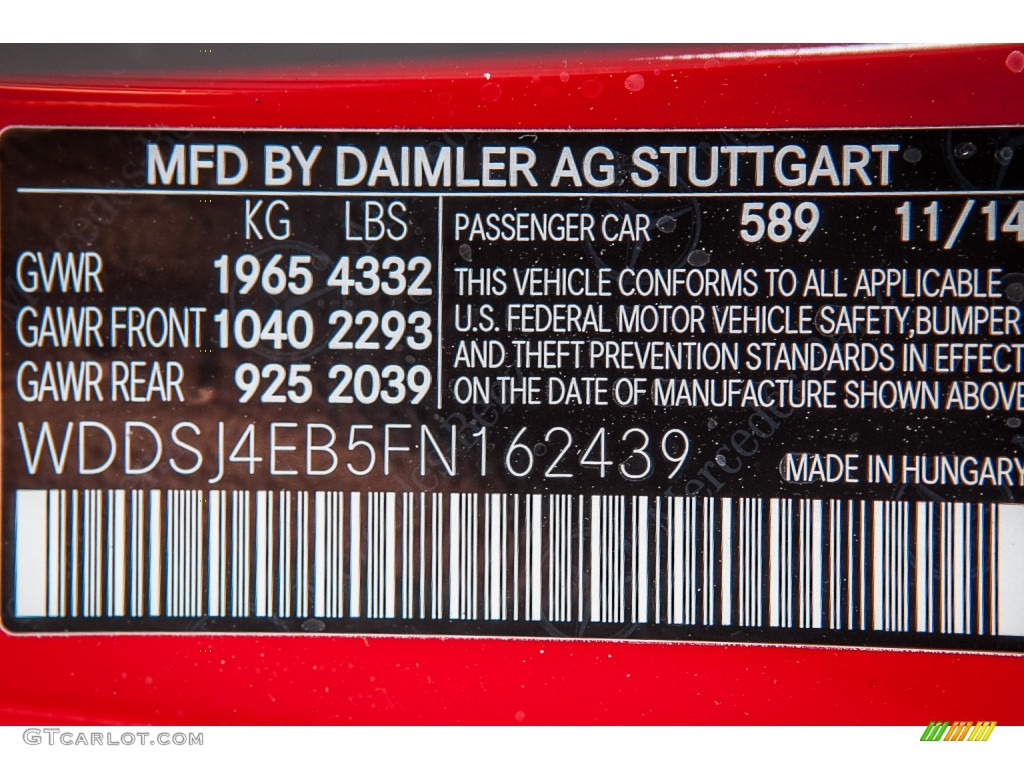 MFD BY DAIMLER AG STUTTGART
KG LBS
GVWR 1965 4332
GAWR FRONT 1040 2293
GAWR REAR 925 2039
PASSENGER CAR 589 11/14
THIS VEHICLE CONFORMS TO ALL APPLICABLE
U.S. FEDERAL MOTOR VEHICLE SAFETY,BUMPER
AND THEFT PREVENTION STANDARDS IN EFFECT
ON THE DATE OF MANUFACTURE SHOWN ABOVE
WDDSJ4EB5FN162439
MADE IN HUNGARY
GTCARLOT.COM